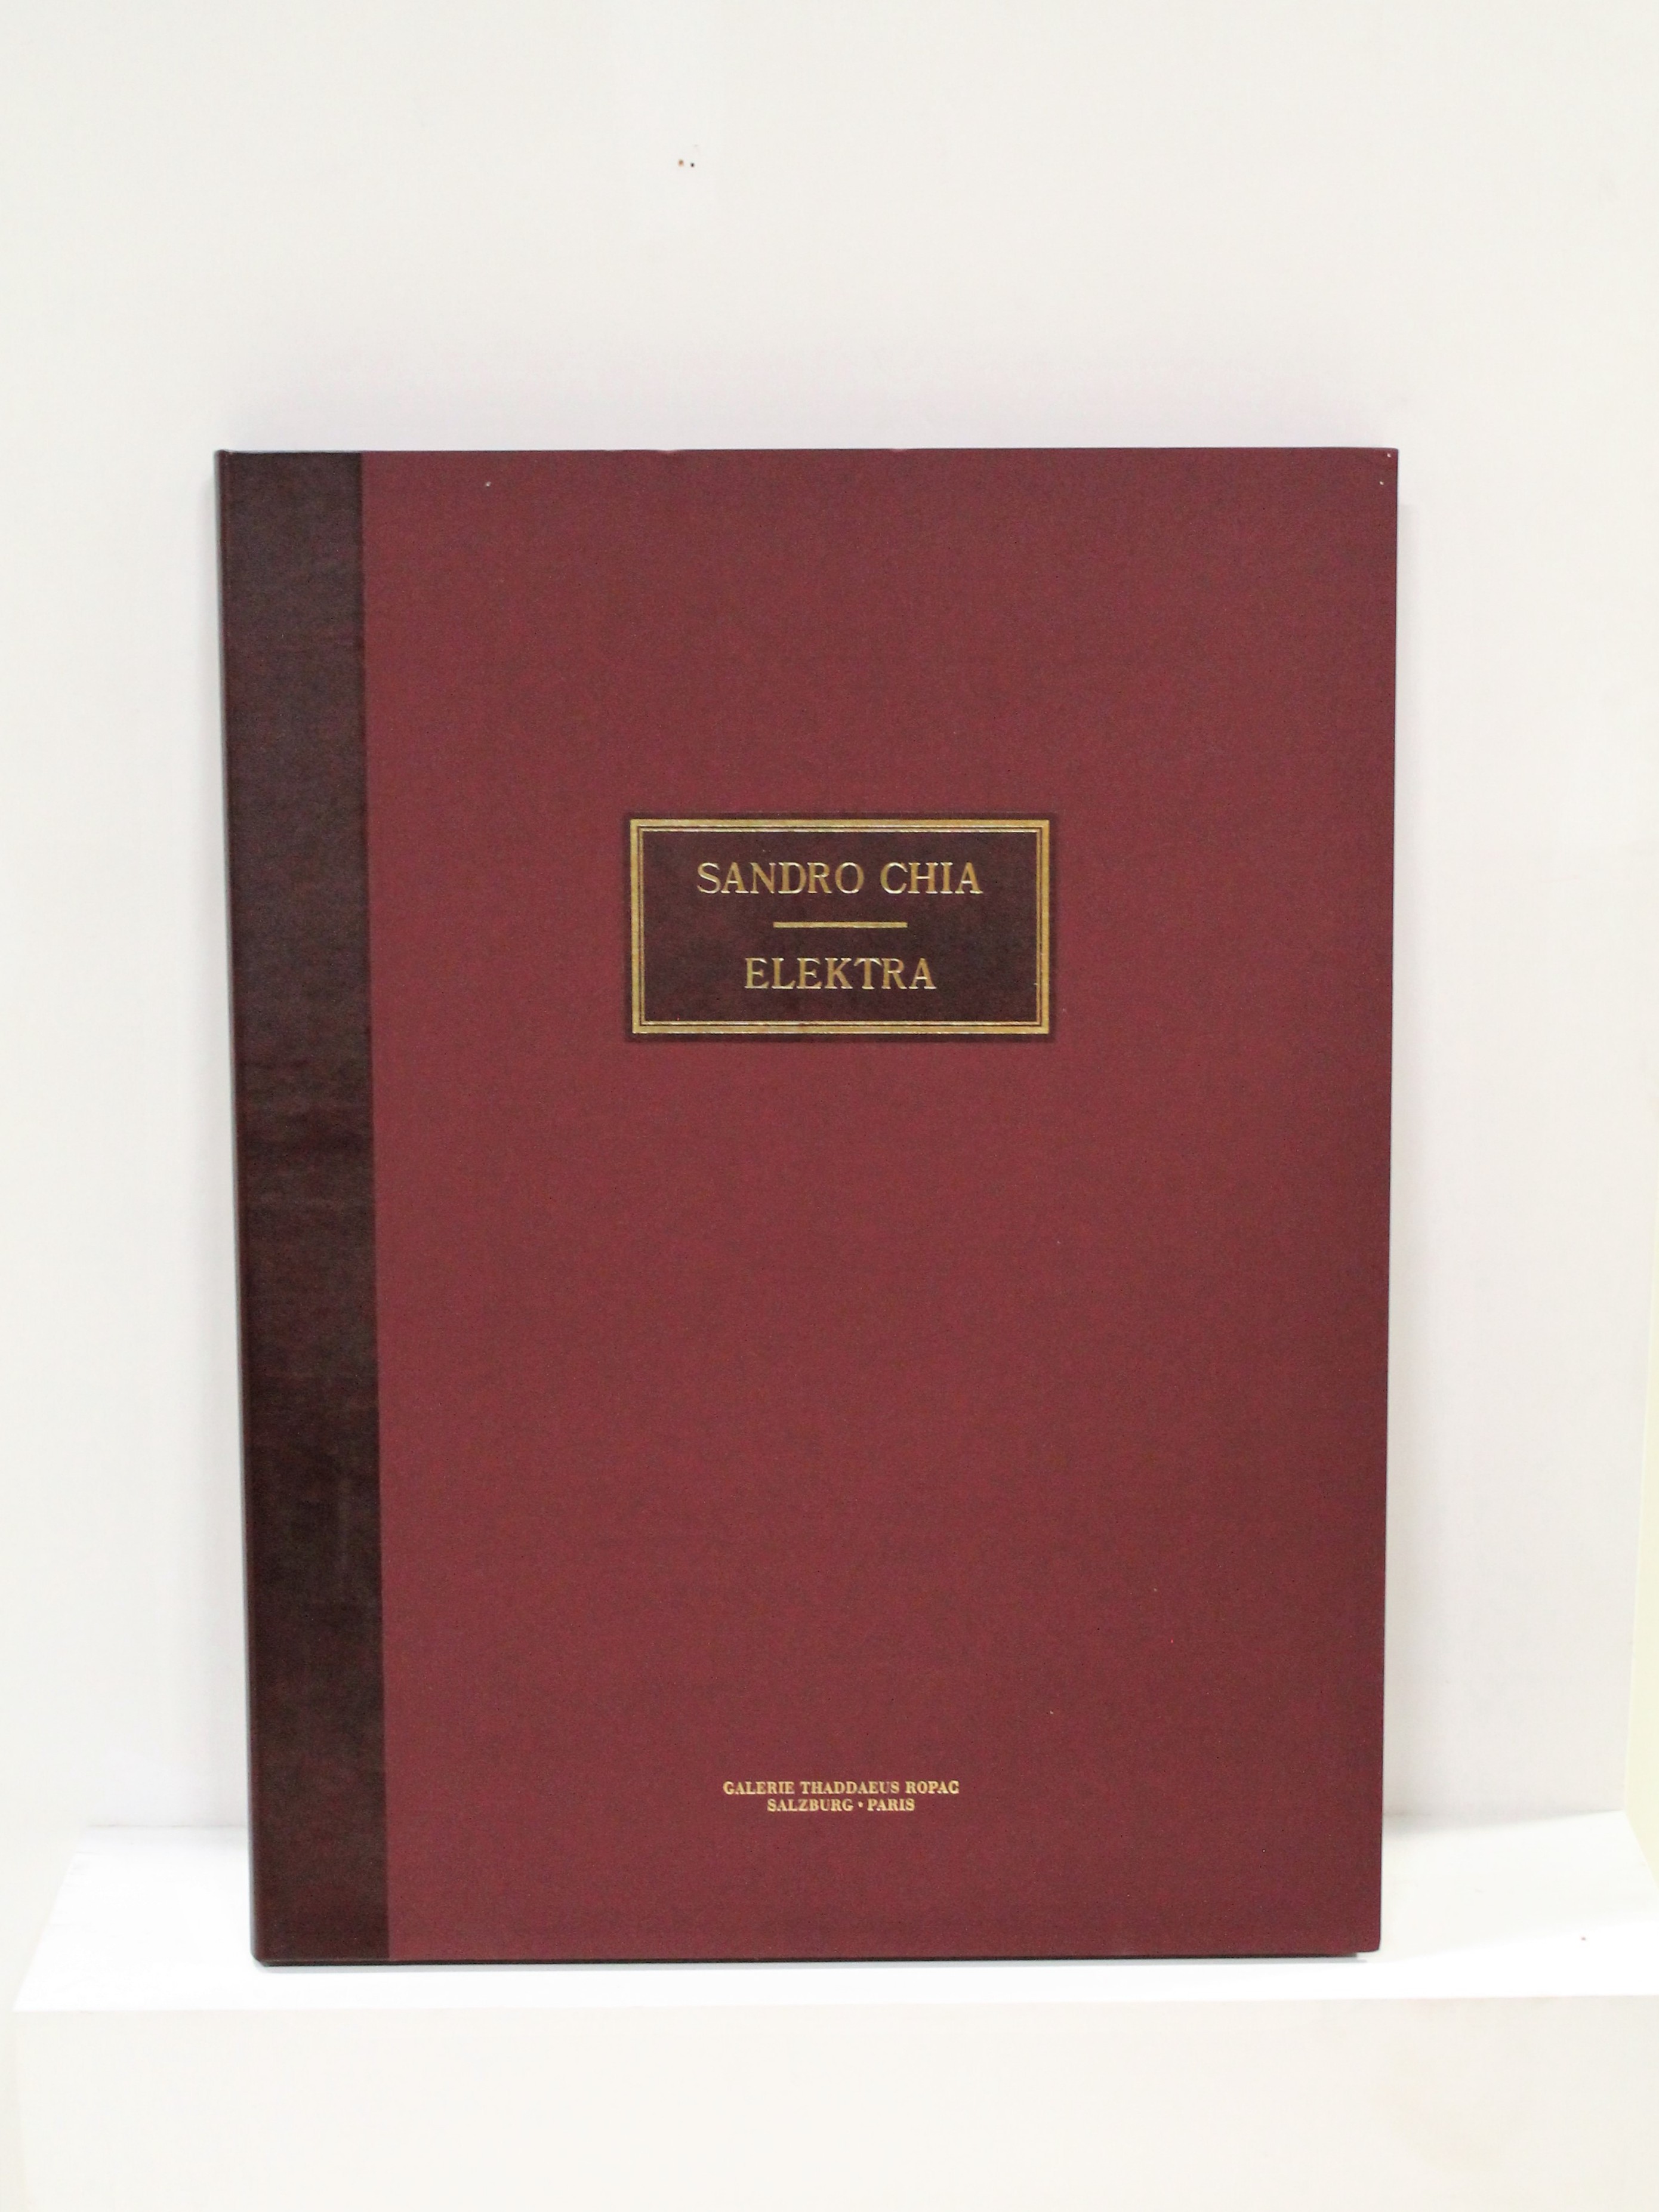 SANDRO CHIA
ELEKTRA
GALERIE THADDAEUS ROPAC
SALZBURG • PARIS